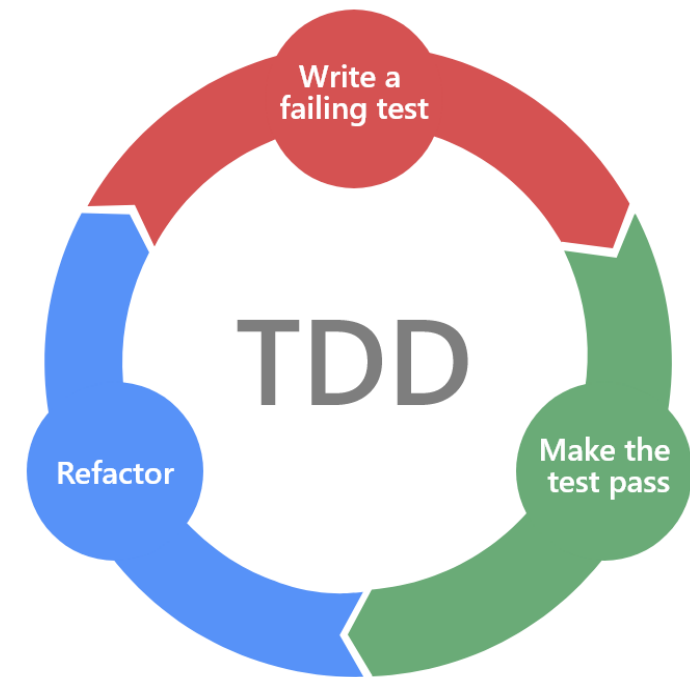 Write a
failing test
TDD
Make the
test pass
Refactor